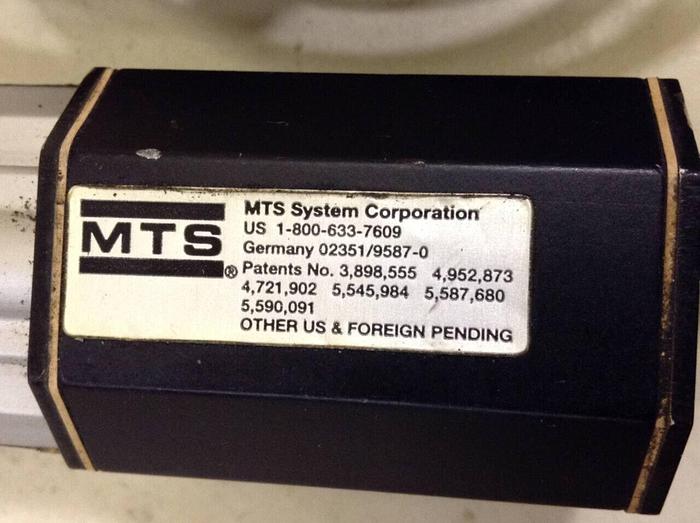 MTS®
MTS System Corporation
US 1-800-633-7609
Germany 02351/9587-0
Patents No. 3,898,555 4,952,873
4,721,902 5,545,984 5,587,680
5,590,091
OTHER US & FOREIGN PENDING